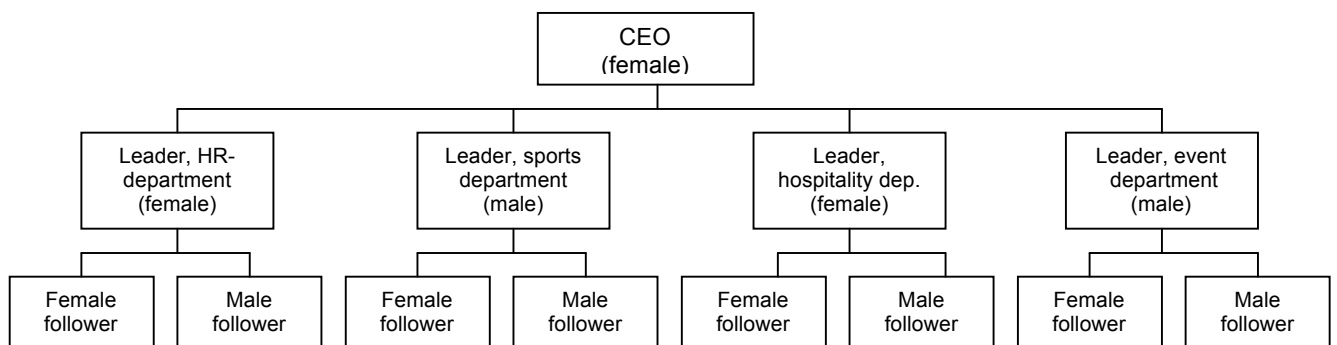 CEO
(female)
Leader, HR-
department
(female)
Leader, sports
department
(male)
Leader,
hospitality dep.
(female)
Leader, event
department
(male)
Female
follower
Male
follower
Female
follower
Male
follower
Female
follower
Male
follower
Female
follower
Male
follower